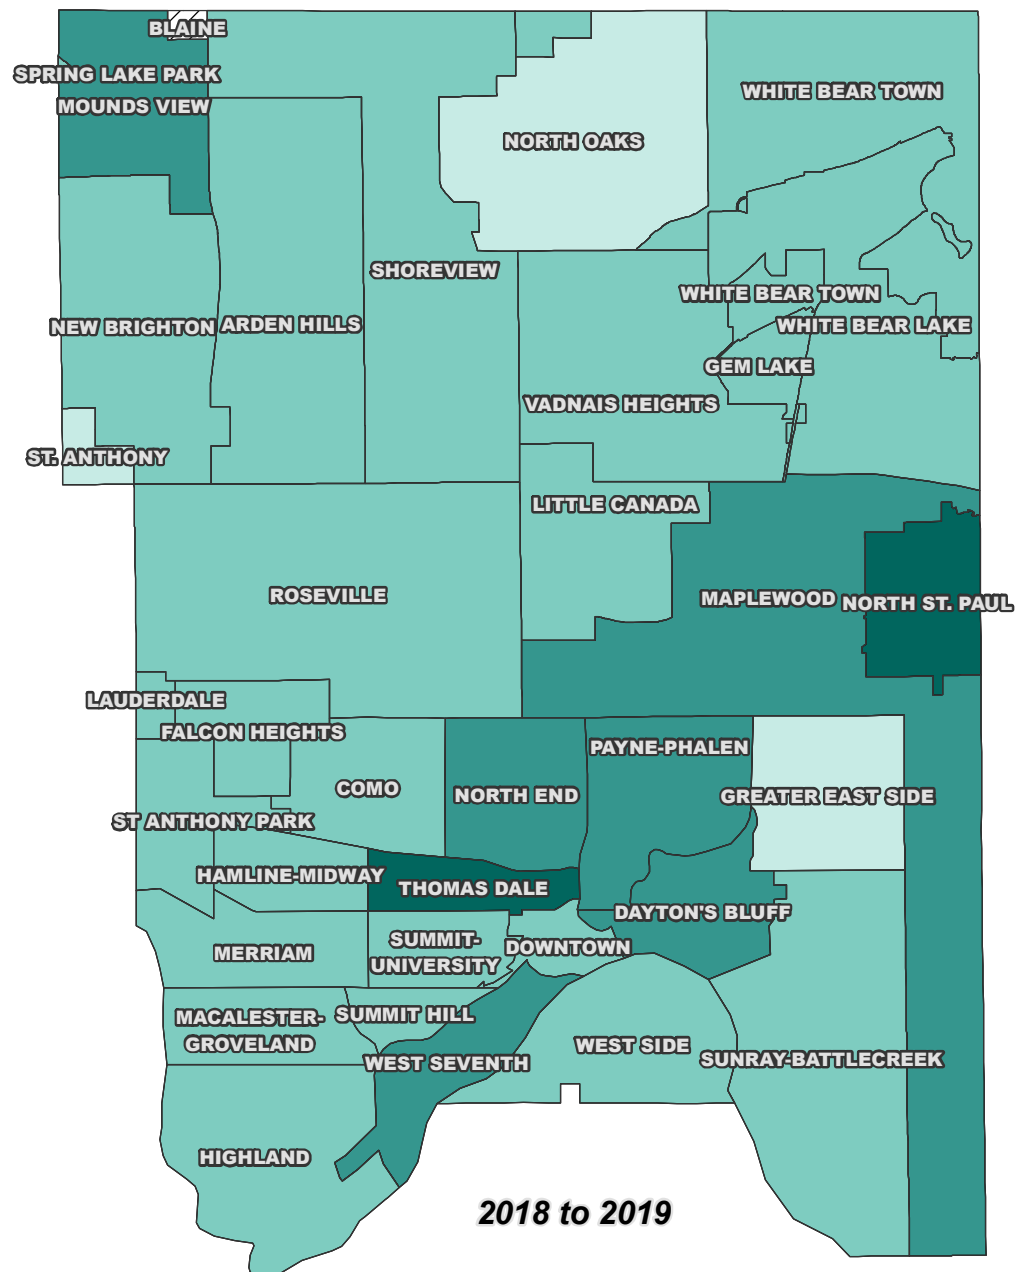 BLAINE
SPRING LAKE PARK
MOUNDS VIEW
WHITE BEAR TOWN
NORTH OAKS
SHOREVIEW
WHITE BEAR TOWN
NEW BRIGHTON
ARDEN HILLS
WHITE BEAR LAKE
GEM LAKE
VADNAIS HEIGHTS
ST. ANTHONY
LITTLE CANADA
ROSEVILLE
MAPLEWOOD
NORTH ST. PAUL
LAUDERDALE
FALCON HEIGHTS
PAYNE-PHALEN
COMO
NORTH END
GREATER EAST SIDE
ST ANTHONY PARK
HAMLINE-MIDWAY
THOMAS DALE
DAYTON'S BLUFF
MERRIAM
SUMMIT-
UNIVERSITY
DOWNTOWN
MACALESTER-
GROVELAND
SUMMIT HILL
WEST SEVENTH
WEST SIDE
SUNRAY-BATTLECREEK
HIGHLAND
2018 to 2019